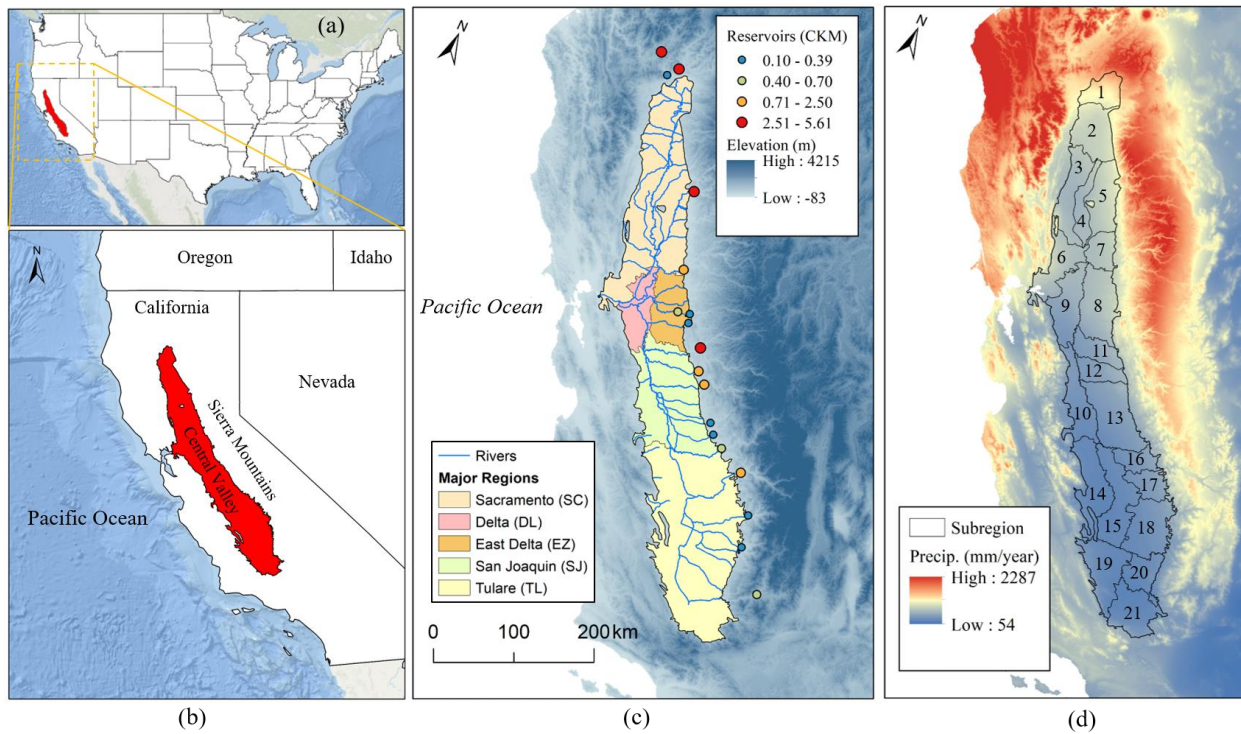 (a)
N
Oregon
Idaho
California
Nevada
Sierra Mountains
Central Valley
Pacific Ocean
(b)
N
Reservoirs (CKM)
0.10 - 0.39
0.40 - 0.70
0.71 - 2.50
2.51 - 5.61
Elevation (m)
High : 4215
Low : -83
Pacific Ocean
Rivers
Major Regions
Sacramento (SC)
Delta (DL)
East Delta (EZ)
San Joaquin (SJ)
Tulare (TL)
0 100 200 km
(c)
N
1
2
3
5
4
7
6
9
8
11
12
10
13
16
17
14
15
18
19
20
21
Subregion
Precip. (mm/year)
High : 2287
Low : 54
(d)